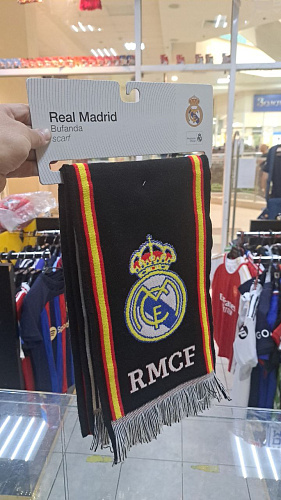 Real Madrid
Bufanda
scarf
RMCF